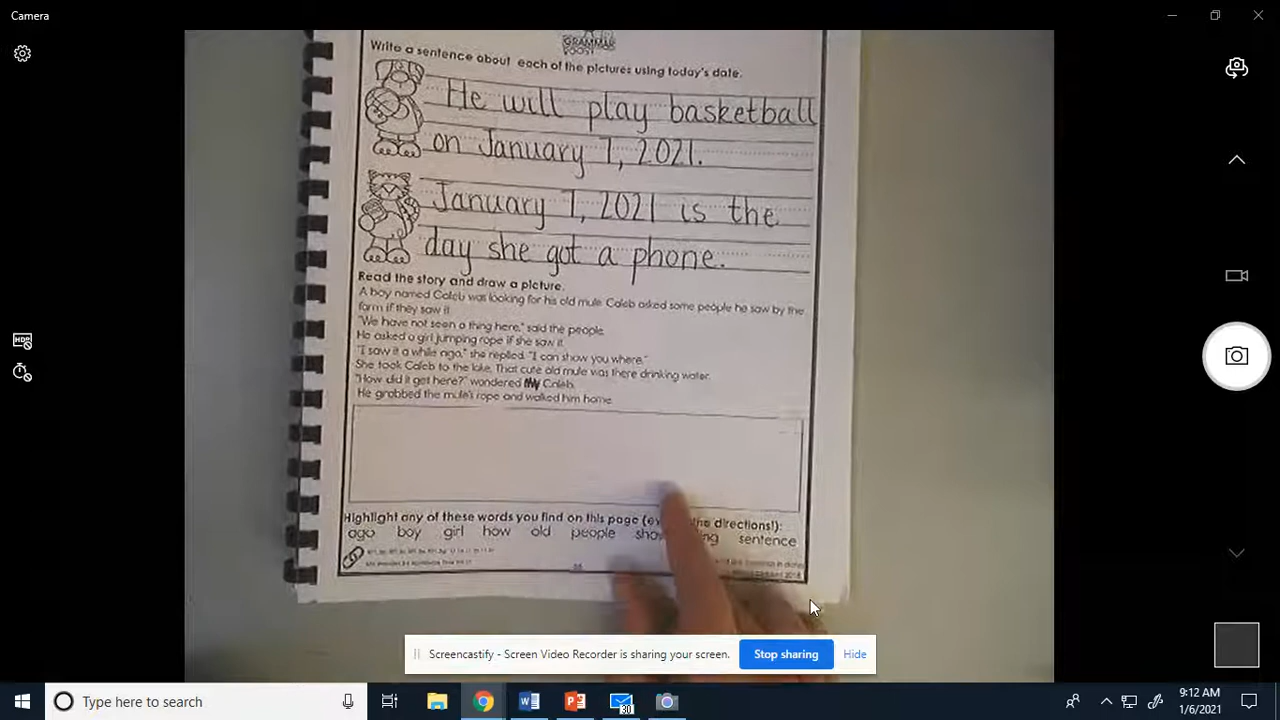 Camera
GRAMMAR
Write a sentence about each of the pictures using today's date.
He will play basketball
on January 7, 2021.
January 7, 2021 is the
day she got a phone.
Read the story and draw a picture.
A boy named Caleb was looking for his old mule. Caleb asked some people he saw by the
farm if they saw it.
"We have not seen a thing here," said the people.
He asked a girl jumping rope if she saw it.
"I saw it a while ago," she replied. "I can show you where."
She took Caleb to the lake. That cute old mule was there drinking water.
"How did it get here?" wondered Caleb.
He grabbed the mule's rope and walked him home.
Highlight any of these words you find on this page the directions!):
ago boy girl how old people sentence
Screencastify - Screen Video Recorder is sharing your screen. Stop sharing Hide
Type here to search
30
9:12 AM
1/6/2021